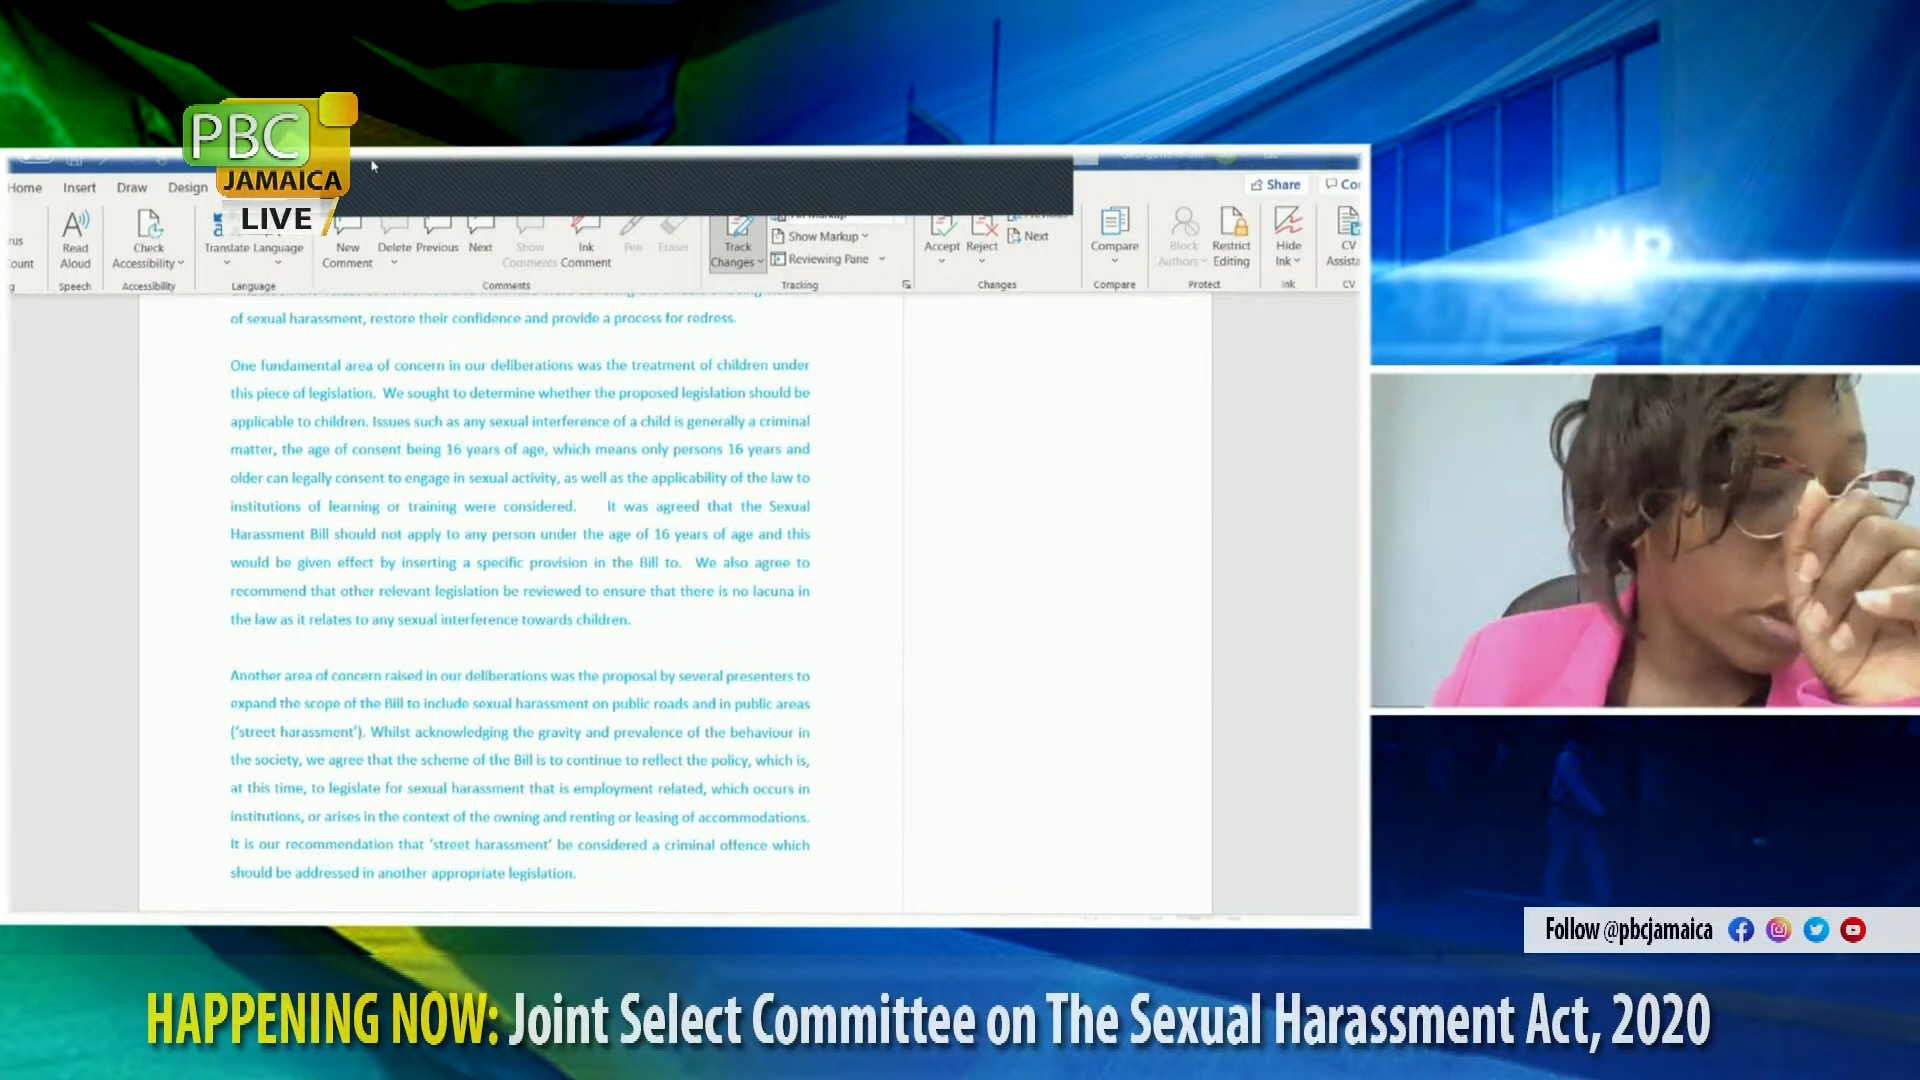 PBC
JAMAICA
LIVE
Home Insert Draw Design
Share
Read Aloud
Check Accessibility
Translate Language
New Comment
Delete Previous Next
Show Comments
Ink Comment
Pen
Eraser
Track Changes
Show Markup
Reviewing Pane
Accept Reject
Next
Compare
Block Authors
Restrict Editing
Hide Ink
CV
Speech Accessibility Language Comments Tracking Changes Compare Protect Ink CV
of sexual harassment, restore their confidence and provide a process for redress.
One fundamental area of concern in our deliberations was the treatment of children under
this piece of legislation. We sought to determine whether the proposed legislation should be
applicable to children. Issues such as any sexual interference of a child is generally a criminal
matter, the age of consent being 16 years of age, which means only persons 16 years and
older can legally consent to engage in sexual activity, as well as the applicability of the law to
institutions of learning or training were considered. It was agreed that the Sexual
Harassment Bill should not apply to any person under the age of 16 years of age and this
would be given effect by inserting a specific provision in the Bill to. We also agree to
recommend that other relevant legislation be reviewed to ensure that there is no lacuna in
the law as it relates to any sexual interference towards children.
Another area of concern raised in our deliberations was the proposal by several presenters to
expand the scope of the Bill to include sexual harassment on public roads and in public areas
('street harassment'). Whilst acknowledging the gravity and prevalence of the behaviour in
the society, we agree that the scheme of the Bill is to continue to reflect the policy, which is,
at this time, to legislate for sexual harassment that is employment related, which occurs in
institutions, or arises in the context of the owning and renting or leasing of accommodations.
It is our recommendation that 'street harassment' be considered a criminal offence which
should be addressed in another appropriate legislation.
Follow @pbcjamaica
HAPPENING NOW: Joint Select Committee on The Sexual Harassment Act, 2020